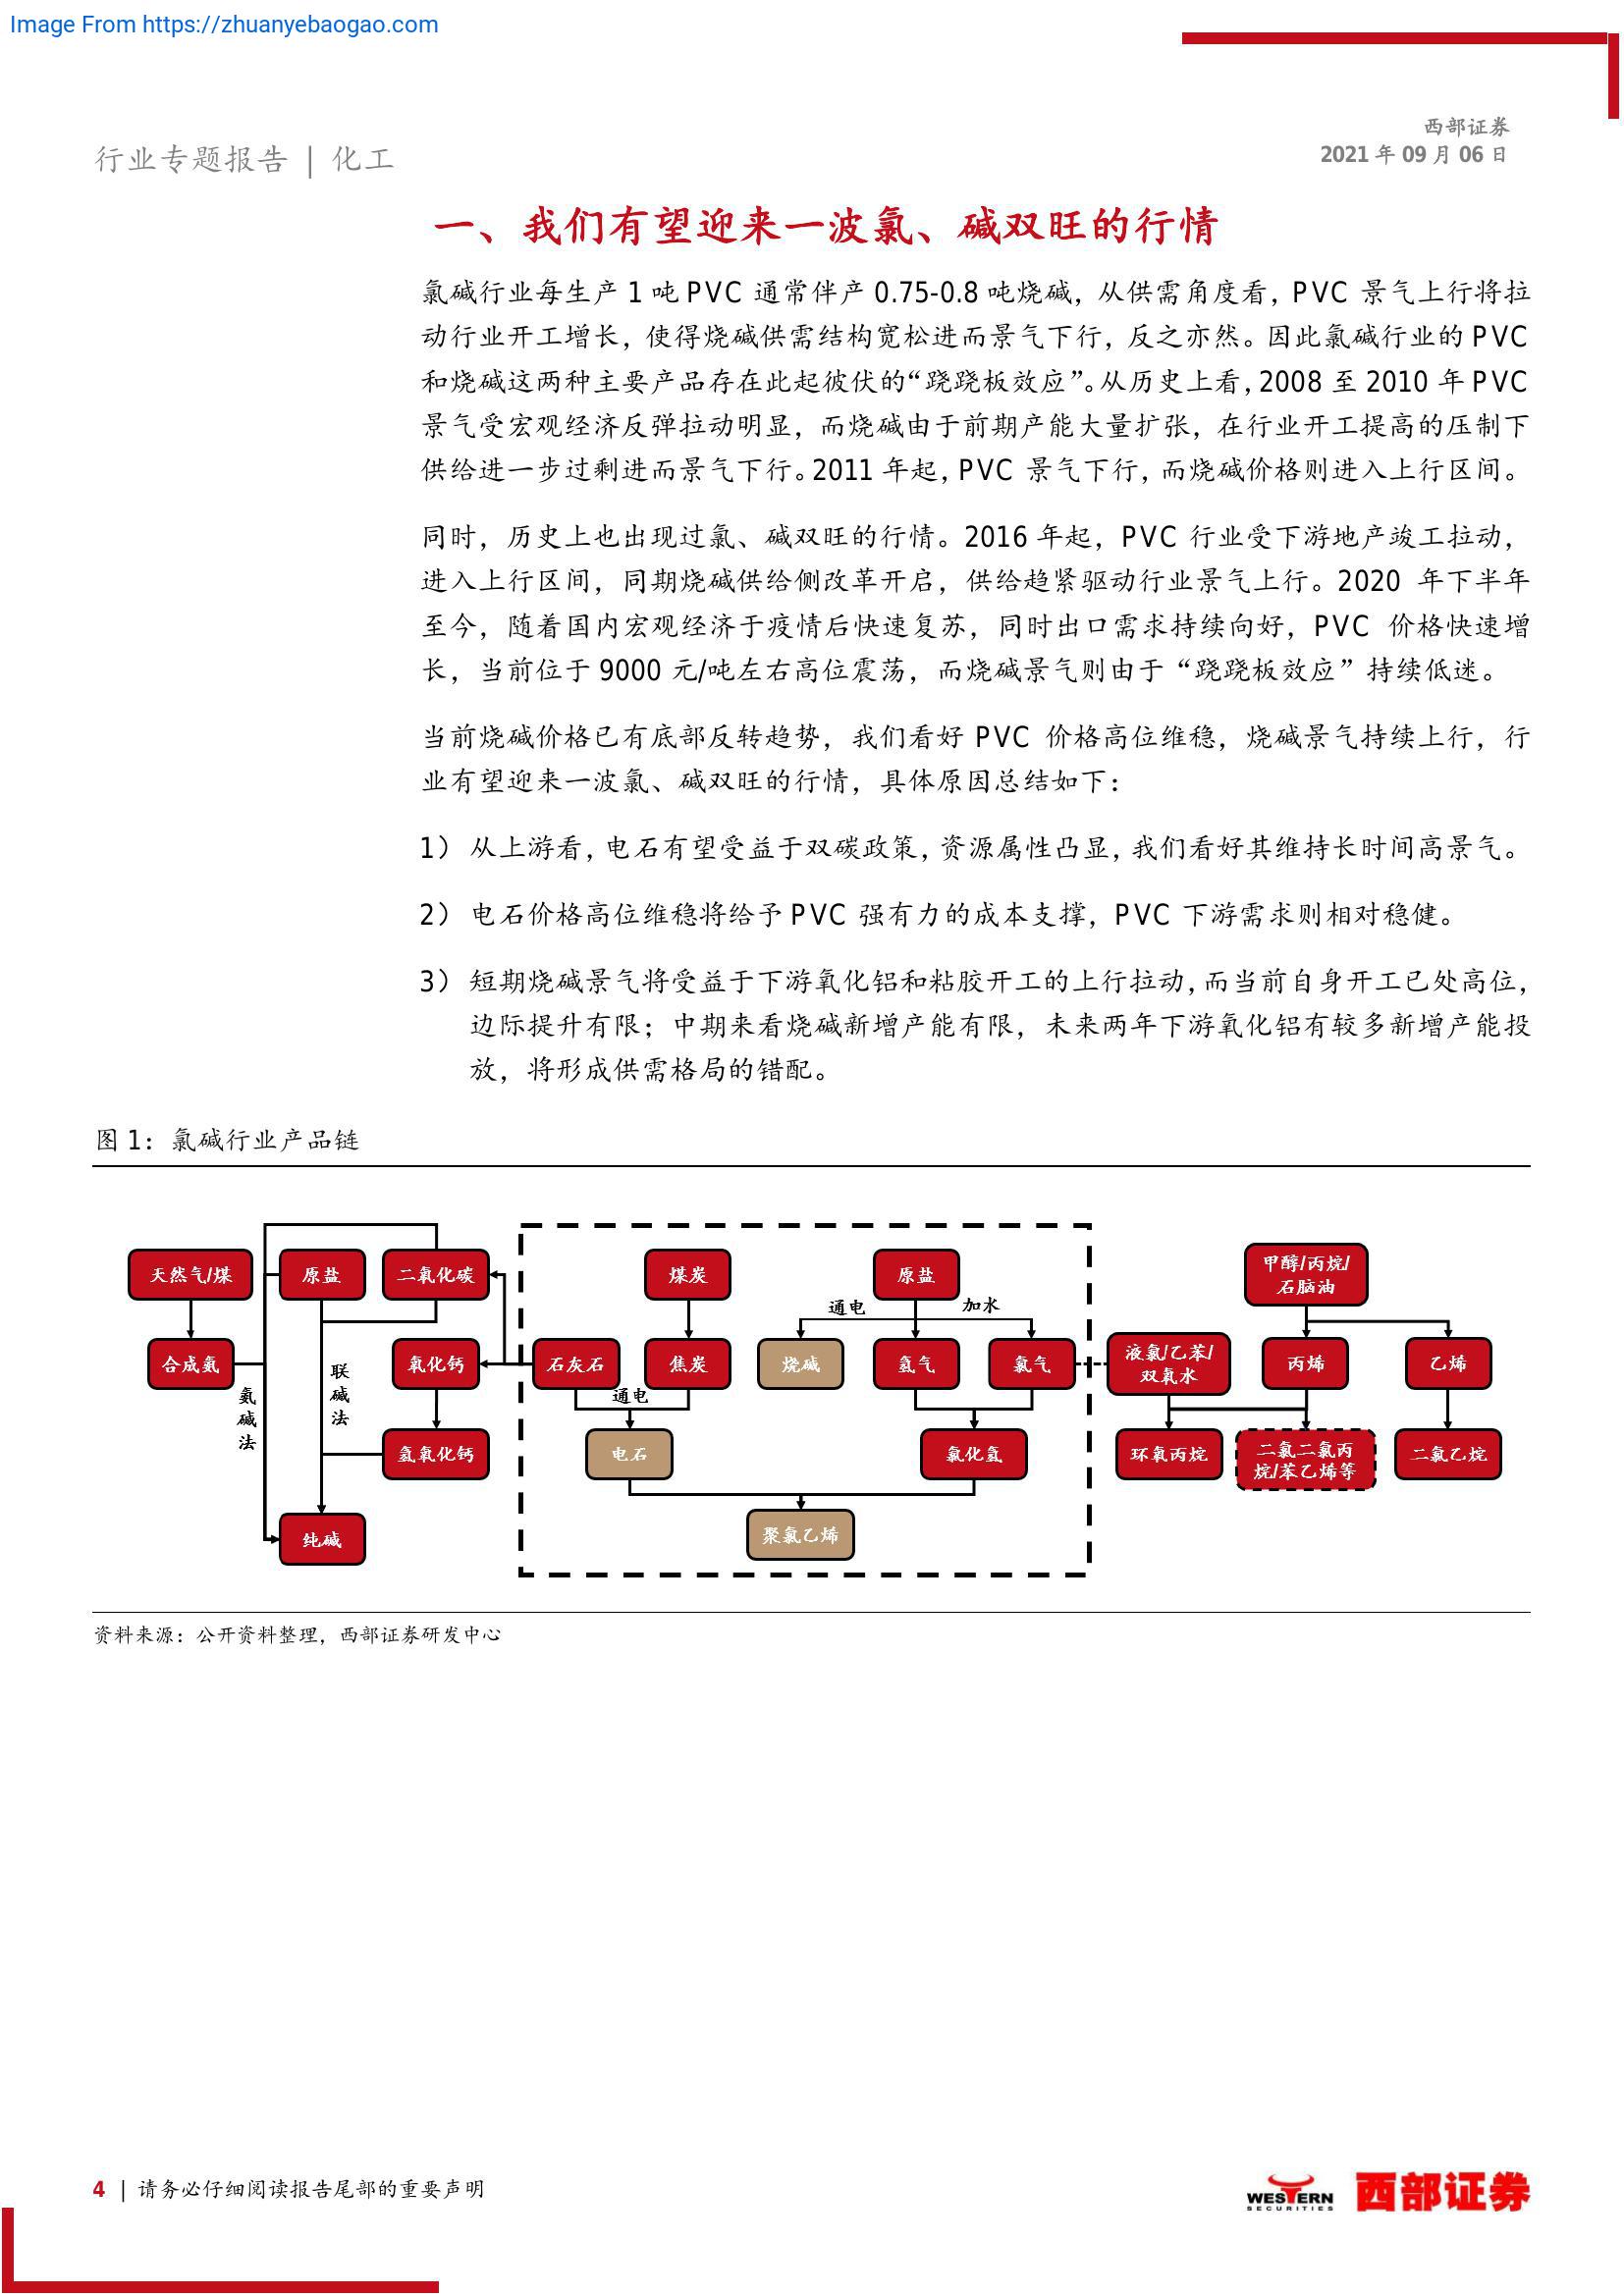 Image From https://zhuanyebaogao.com
西部证券
2021 年 09 月 06 日
行业专题报告 | 化工
一、我们有望迎来一波氯、碱双旺的行情
氯碱行业每生产 1 吨 PVC 通常伴产 0.75-0.8 吨烧碱，从供需角度看，PVC 景气上行将拉
动行业开工增长，使得烧碱供需结构宽松进而景气下行，反之亦然。因此氯碱行业的 PVC
和烧碱这两种主要产品存在此起彼伏的“跷跷板效应”。从历史上看，2008 至 2010 年 PVC
景气受宏观经济反弹拉动明显，而烧碱由于前期产能大量扩张，在行业开工提高的压制下
供给进一步过剩进而景气下行。2011 年起，PVC 景气下行，而烧碱价格则进入上行区间。
同时，历史上也出现过氯、碱双旺的行情。2016 年起，PVC 行业受下游地产竣工拉动，
进入上行区间，同期烧碱供给侧改革开启，供给趋紧驱动行业景气上行。2020 年下半年
至今，随着国内宏观经济于疫情后快速复苏，同时出口需求持续向好，PVC 价格快速增
长，当前位于 9000 元/吨左右高位震荡，而烧碱景气则由于“跷跷板效应”持续低迷。
当前烧碱价格已有底部反转趋势，我们看好 PVC 价格高位维稳，烧碱景气持续上行，行
业有望迎来一波氯、碱双旺的行情，具体原因总结如下：
1） 从上游看，电石有望受益于双碳政策，资源属性凸显，我们看好其维持长时间高景气。
2） 电石价格高位维稳将给予 PVC 强有力的成本支撑，PVC 下游需求则相对稳健。
3） 短期烧碱景气将受益于下游氧化铝和粘胶开工的上行拉动，而当前自身开工已处高位，
边际提升有限；中期来看烧碱新增产能有限，未来两年下游氧化铝有较多新增产能投
放，将形成供需格局的错配。
图 1：氯碱行业产品链
天然气/煤
原盐
二氧化碳
煤炭
原盐
甲醇/丙烷/
石脑油
通电
加水
合成氨
氧化钙
石灰石
焦炭
烧碱
氢气
氯气
液氯/乙苯/
双氧水
丙烯
乙烯
氨碱法
联碱法
通电
氢氧化钙
电石
氯化氢
环氧丙烷
二氯二氯丙
烷/苯乙烯等
二氯乙烷
纯碱
聚氯乙烯
资料来源：公开资料整理，西部证券研发中心
4 | 请务必仔细阅读报告尾部的重要声明
WESTERN
SECURITIES
西部证券